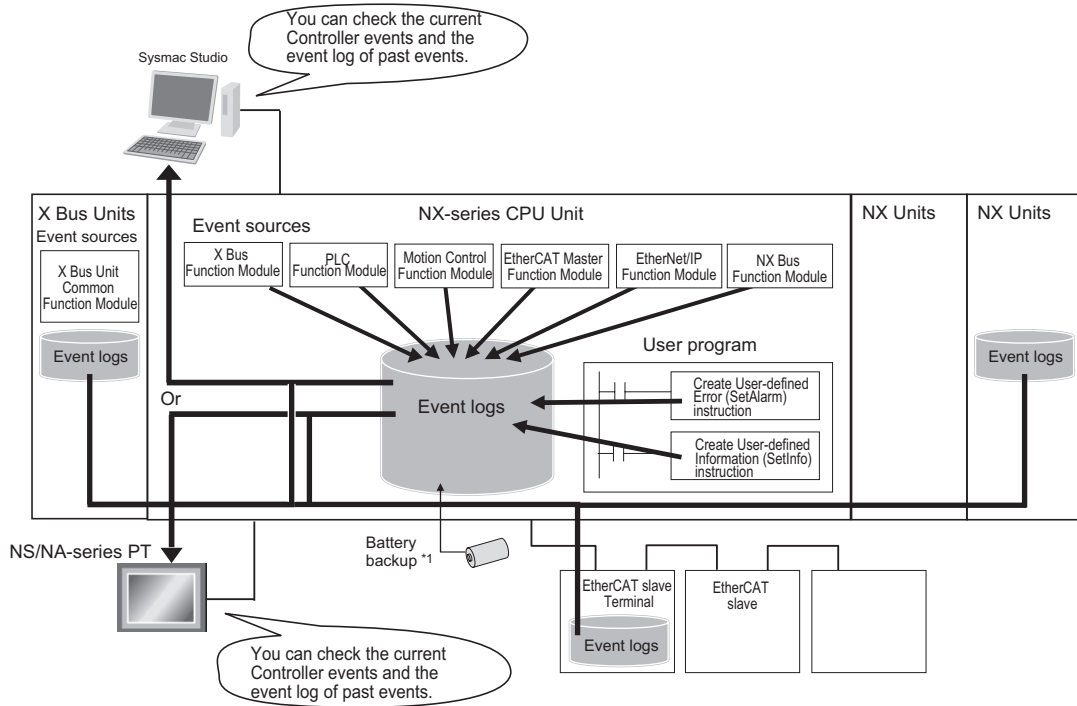 You can check the current
Controller events and the
event log of past events.
Sysmac Studio
X Bus Units
Event sources
X Bus Unit
Common
Function Module
Event logs
NX-series CPU Unit
Event sources
X Bus
Function Module
PLC
Function Module
Motion Control
Function Module
EtherCAT Master
Function Module
EtherNet/IP
Function Module
NX Bus
Function Module
Event logs
User program
Create User-defined
Error (SetAlarm)
instruction
Create User-defined
Information (SetInfo)
instruction
NX Units
NX Units
Event logs
Or
NS/NA-series PT
Battery
backup *1
EtherCAT slave
Terminal
Event logs
EtherCAT
slave
You can check the current
Controller events and the
event log of past events.